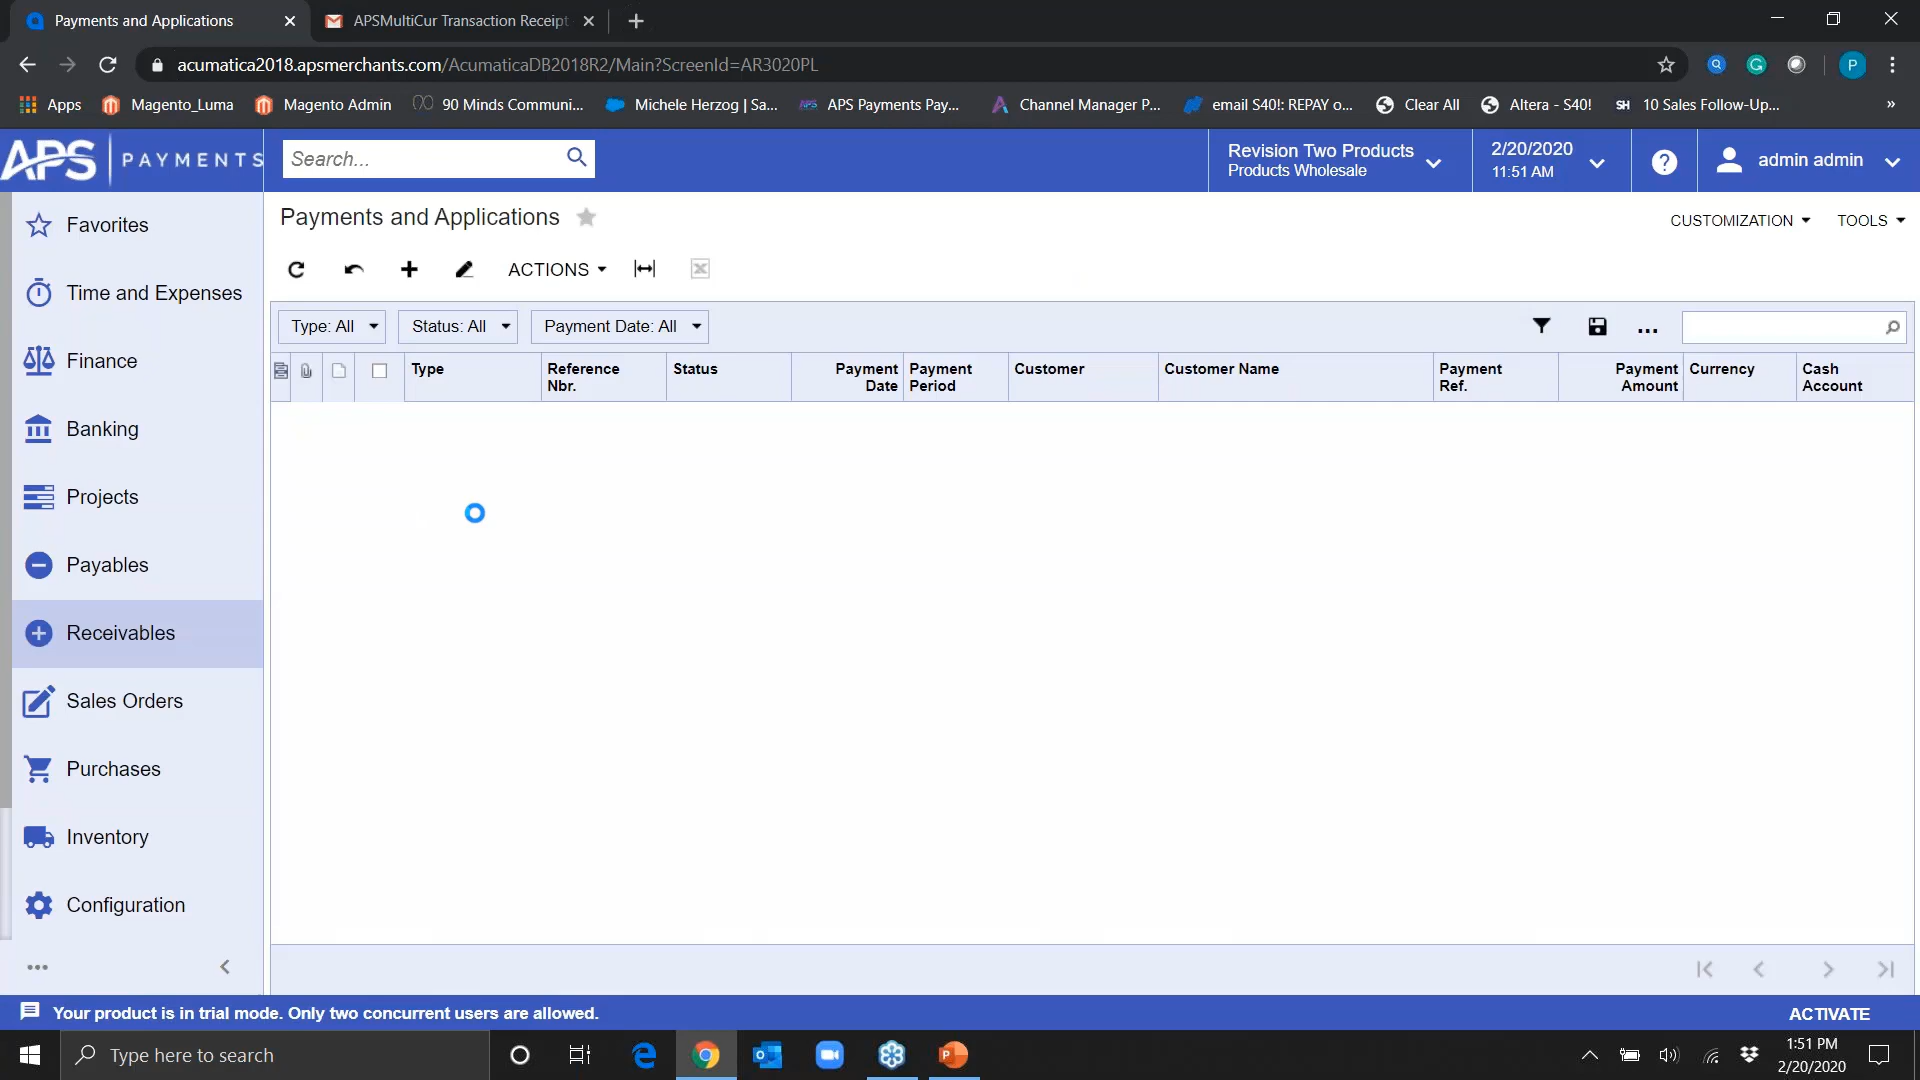 Payments and Applications
APSMultiCur Transaction Receipt
acumatica2018.apsmerchants.com/AcumaticaDB2018R2/Main?ScreenId=AR3020PL
P
Apps
Magento_Luma
Magento Admin
90 Minds Communi...
Michele Herzog | Sa...
APS Payments Pay...
Channel Manager P...
email S40!: REPAY o...
Clear All
Altera - S40!
SH 10 Sales Follow-Up...
»
APS PAYMENTS
Search...
Revision Two Products
Products Wholesale
2/20/2020
11:51 AM
?
admin admin
Favorites
Time and Expenses
Finance
Banking
Projects
Payables
Receivables
Sales Orders
Purchases
Inventory
Configuration
Payments and Applications
CUSTOMIZATION
TOOLS
ACTIONS
Type: All
Status: All
Payment Date: All
Type
Reference Nbr.
Status
Payment Date
Payment Period
Customer
Customer Name
Payment Ref.
Payment Amount
Currency
Cash Account
Your product is in trial mode. Only two concurrent users are allowed.
ACTIVATE
Type here to search
1:51 PM
2/20/2020